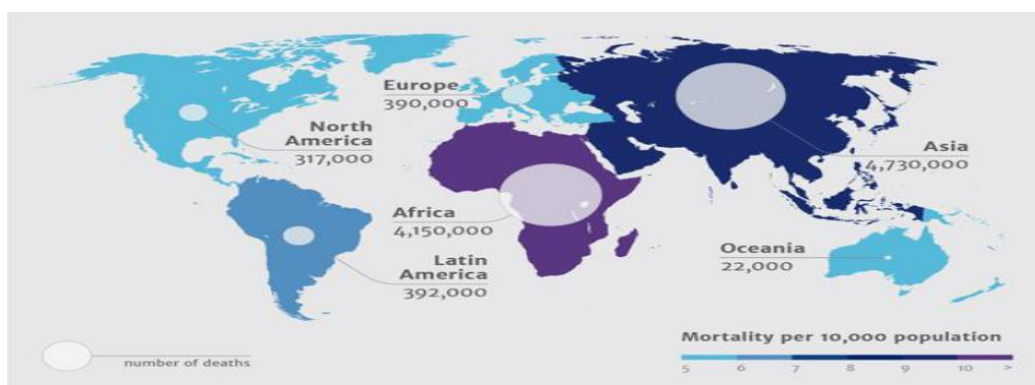 Europe
390,000
North
America
317,000
Asia
4,730,000
Africa
4,150,000
Latin
America
392,000
Oceania
22,000
number of deaths
Mortality per 10,000 population
5 6 7 8 9 10 >